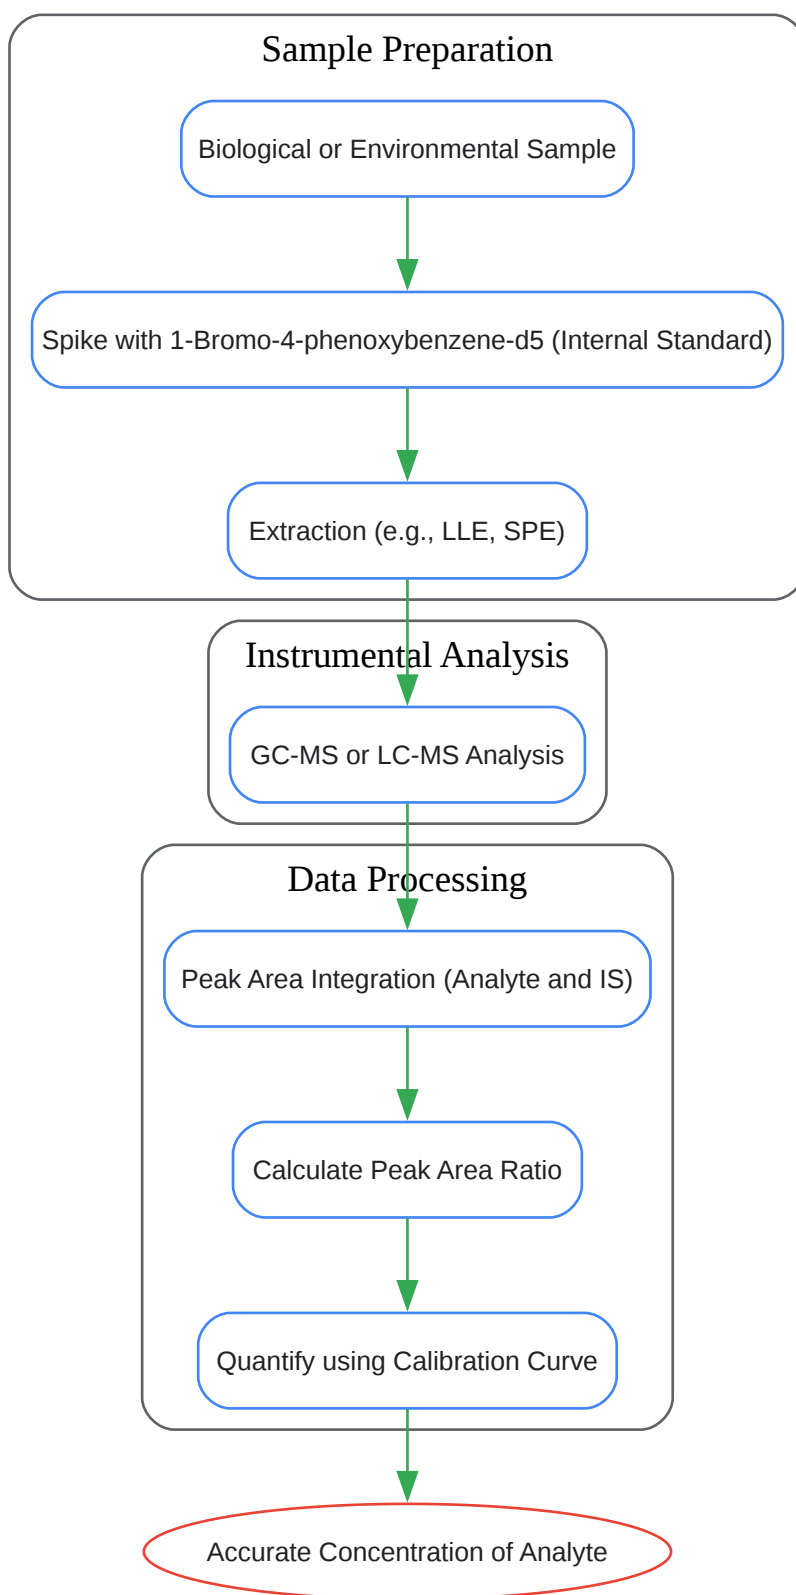 Sample Preparation
Biological or Environmental Sample
Spike with 1-Bromo-4-phenoxybenzene-d5 (Internal Standard)
Extraction (e.g., LLE, SPE)
Instrumental Analysis
GC-MS or LC-MS Analysis
Data Processing
Peak Area Integration (Analyte and IS)
Calculate Peak Area Ratio
Quantify using Calibration Curve
Accurate Concentration of Analyte